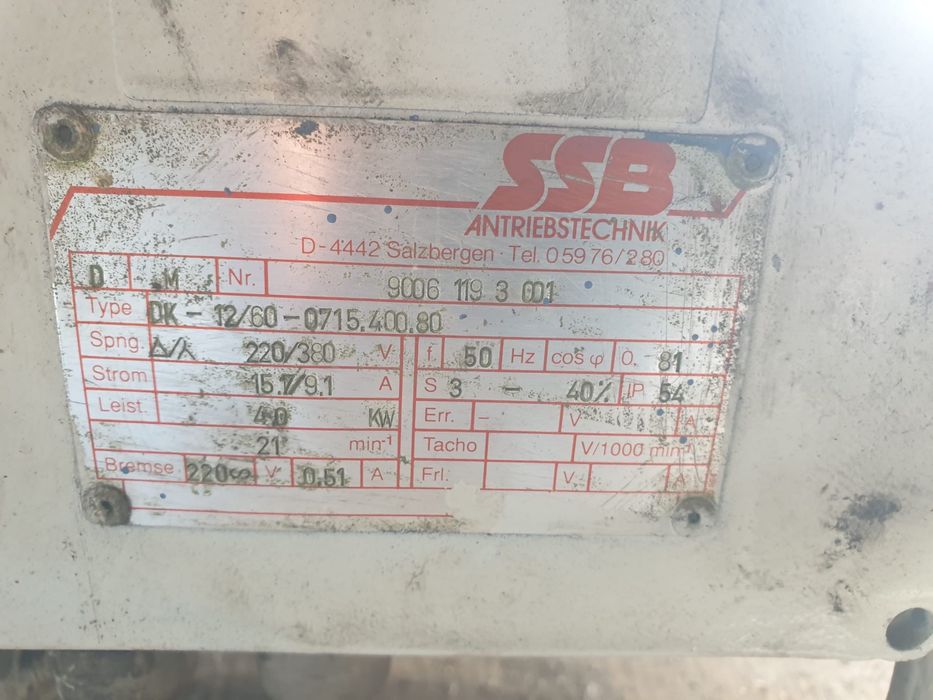 SSB
ANTRIEBSTECHNIK
D-4442 Salzbergen · Tel. 05976/280
D M Nr. 9006 119 3 001
Type DK - 12/60-0715.400.80
Spng. Δ/Y 220/380 V f. 50 Hz cos φ 0. 81
Strom 15.7/9.1 A S 3 - 40% IP 54
Leist. 4.0 KW Err. - V A
21 min-1 Tacho V/1000 min-1
Bremse 220∞ V 0.51 A Frl. V A